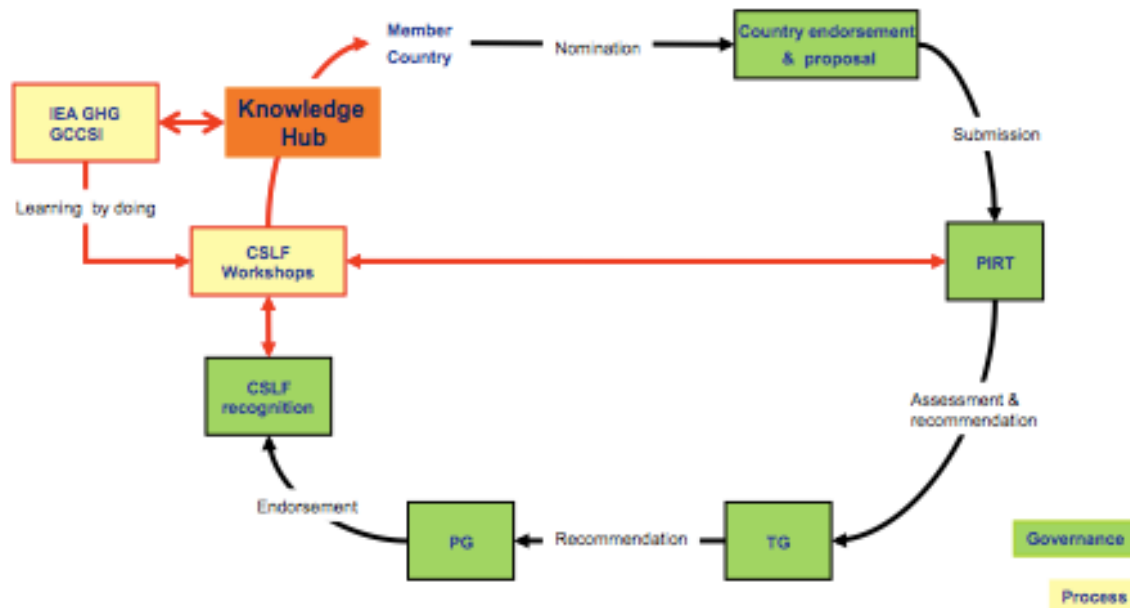 Member
Country
Nomination
Country endorsement
& proposal
IEA GHG
GCCSI
Knowledge
Hub
Submission
Learning by doing
CSLF
Workshops
PIRT
CSLF
recognition
Assessment &
recommendation
Endorsement
PG
Recommendation
TG
Governance
Process